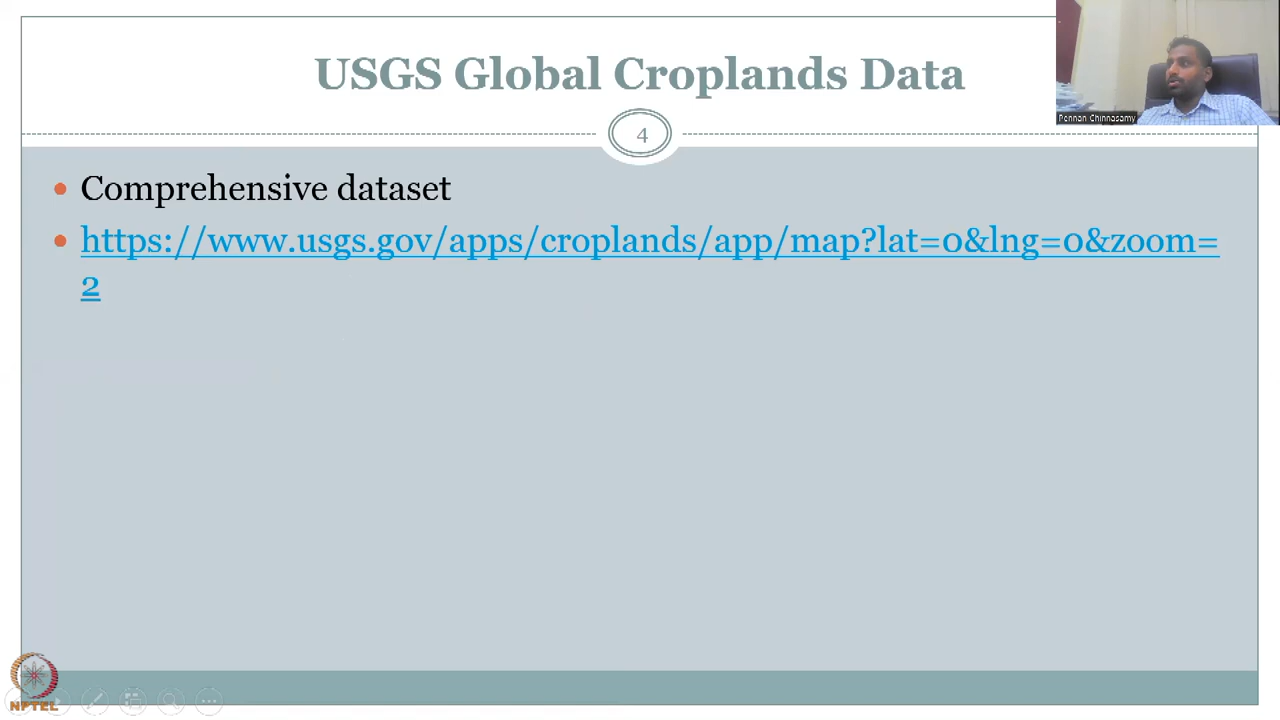 USGS Global Croplands Data
Pennan Chinnasamy
4
Comprehensive dataset
https://www.usgs.gov/apps/croplands/app/map?lat=0&lng=0&zoom=
2
NPTEL